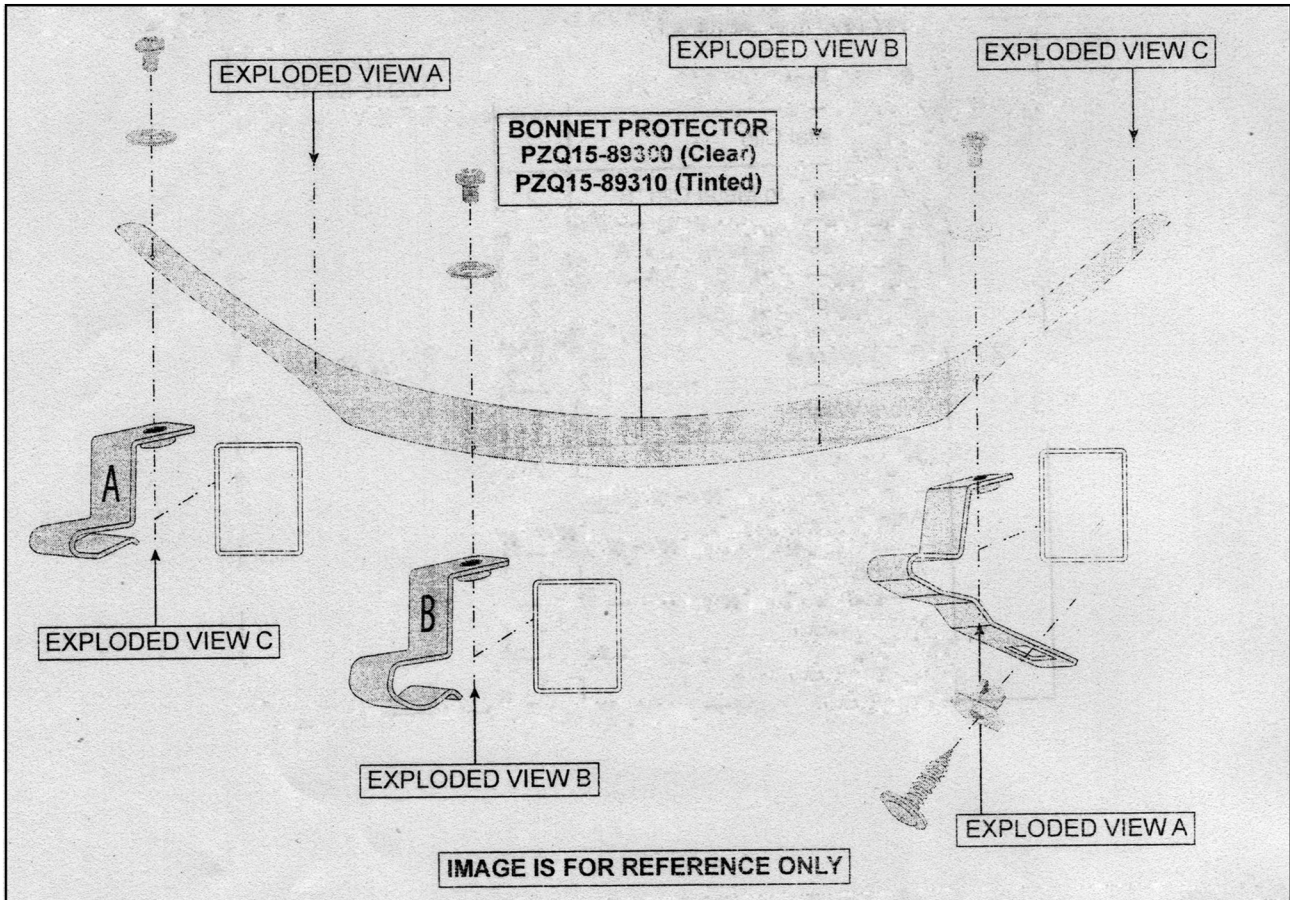 EXPLODED VIEW A
EXPLODED VIEW B
EXPLODED VIEW C
BONNET PROTECTOR
PZQ15-89300 (Clear)
PZQ15-89310 (Tinted)
A
B
EXPLODED VIEW C
EXPLODED VIEW B
EXPLODED VIEW A
IMAGE IS FOR REFERENCE ONLY